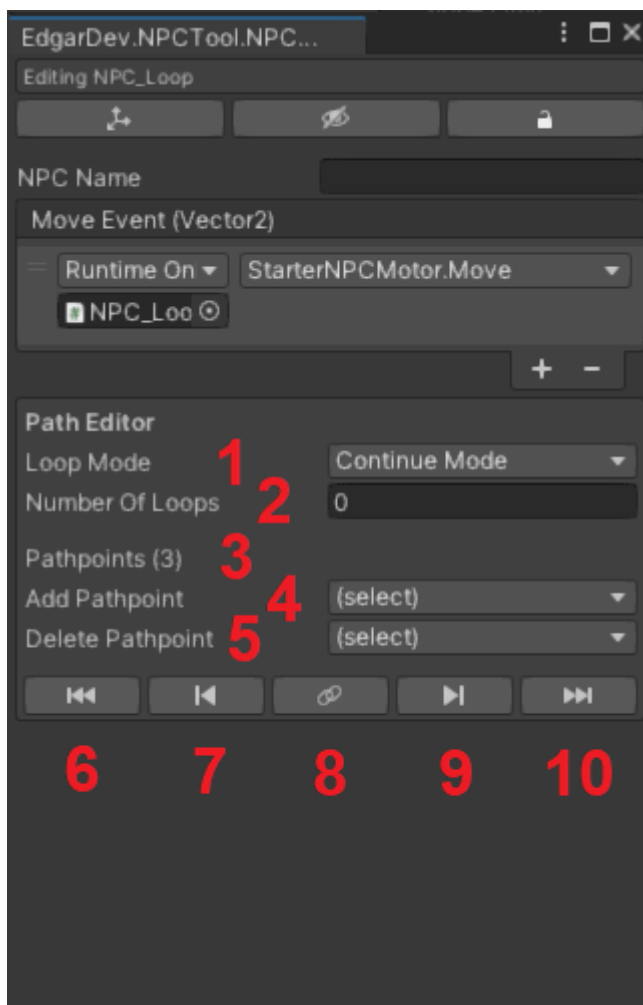 EdgarDev.NPCTool.NPC...
Editing NPC_Loop
NPC Name
Move Event (Vector2)
Runtime On StarterNPCMotor.Move
NPC_Loo
+ -
Path Editor
Loop Mode 1 Continue Mode
Number Of Loops 2 0
Pathpoints (3) 3
Add Pathpoint 4 (select)
Delete Pathpoint 5 (select)
6 7 8 9 10